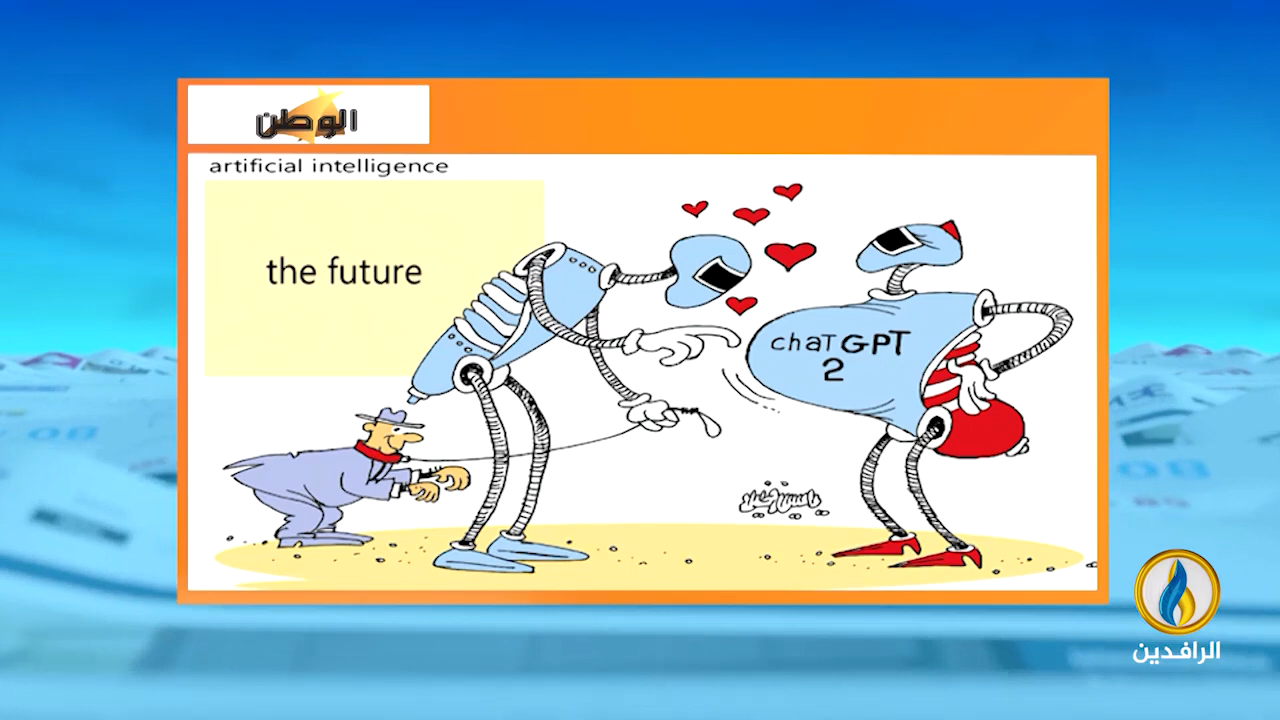 الوطن
artificial intelligence
the future
chaT GPT
2
الرافدين